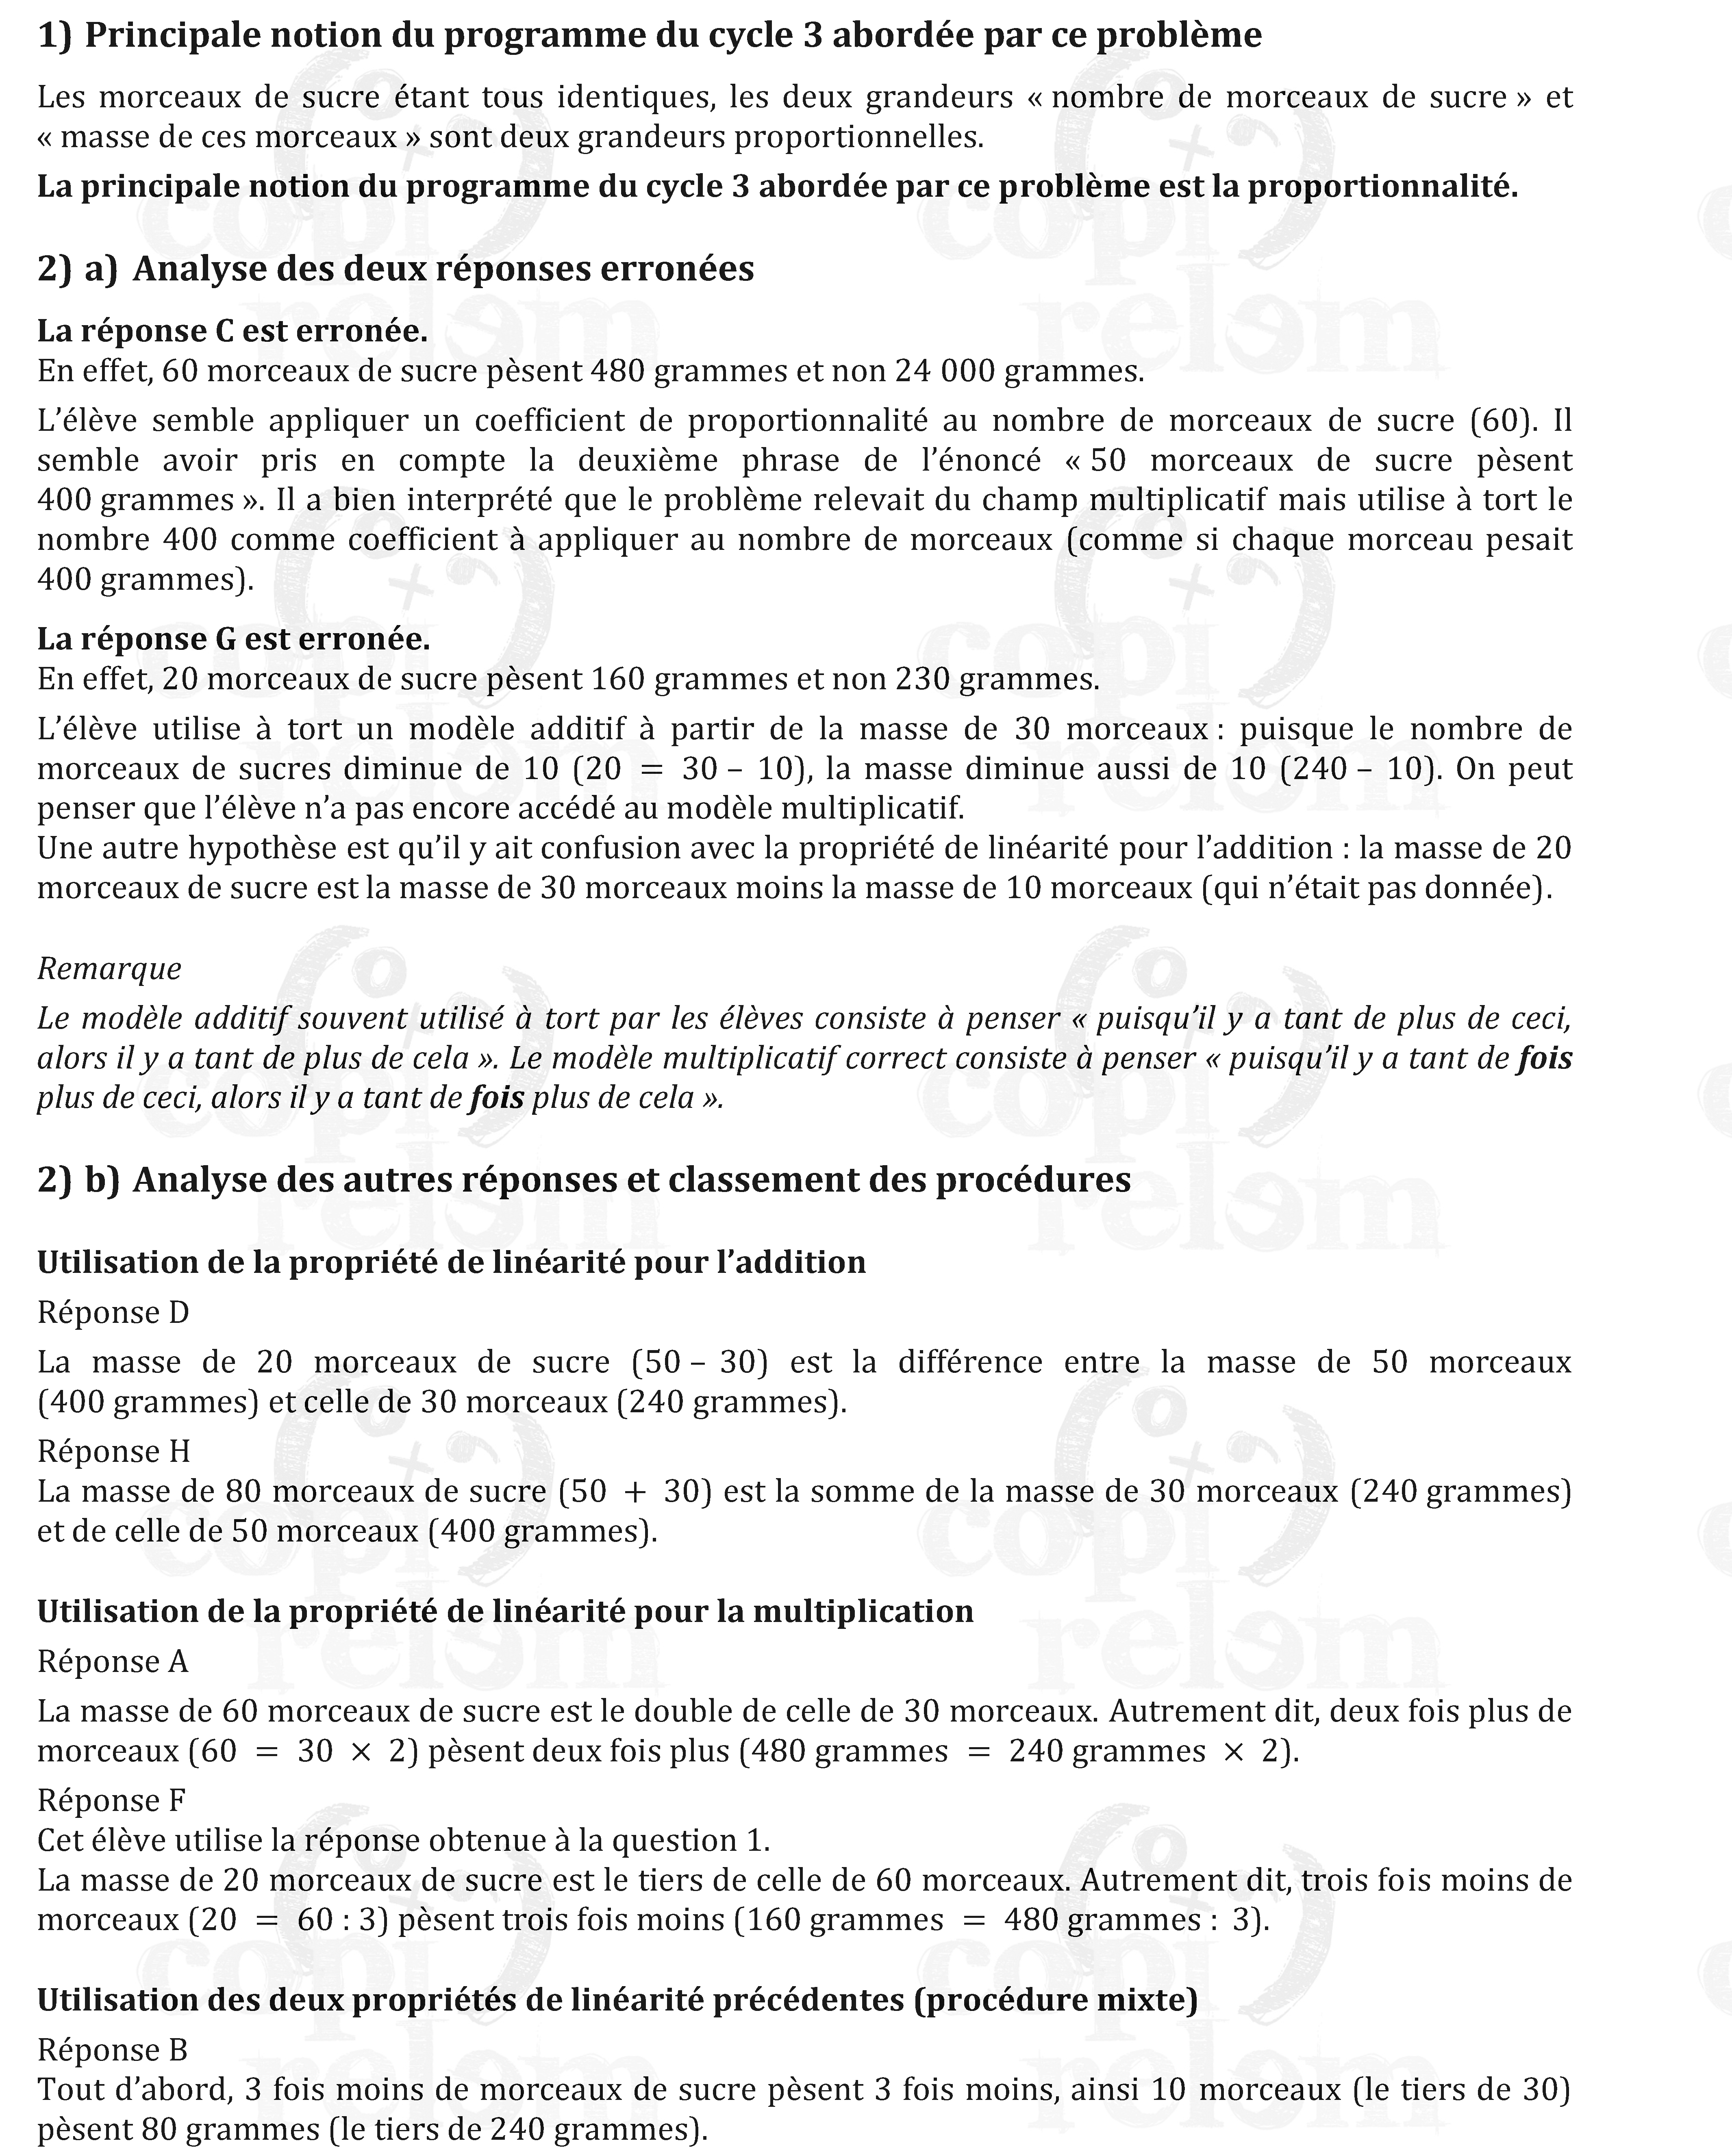 1) Principale notion du programme du cycle 3 abordée par ce problème
Les morceaux de sucre étant tous identiques, les deux grandeurs « nombre de morceaux de sucre » et
« masse de ces morceaux » sont deux grandeurs proportionnelles.
La principale notion du programme du cycle 3 abordée par ce problème est la proportionnalité.
2) a) Analyse des deux réponses erronées
La réponse C est erronée.
En effet, 60 morceaux de sucre pèsent 480 grammes et non 24 000 grammes.
L'élève semble appliquer un coefficient de proportionnalité au nombre de morceaux de sucre (60). Il
semble avoir pris en compte la deuxième phrase de l'énoncé « 50 morceaux de sucre pèsent
400 grammes ». Il a bien interprété que le problème relevait du champ multiplicatif mais utilise à tort le
nombre 400 comme coefficient à appliquer au nombre de morceaux (comme si chaque morceau pesait
400 grammes).
La réponse G est erronée.
En effet, 20 morceaux de sucre pèsent 160 grammes et non 230 grammes.
L'élève utilise à tort un modèle additif à partir de la masse de 30 morceaux : puisque le nombre de
morceaux de sucres diminue de 10 (20 = 30 – 10), la masse diminue aussi de 10 (240 – 10). On peut
penser que l'élève n'a pas encore accédé au modèle multiplicatif.
Une autre hypothèse est qu'il y ait confusion avec la propriété de linéarité pour l'addition : la masse de 20
morceaux de sucre est la masse de 30 morceaux moins la masse de 10 morceaux (qui n'était pas donnée).
Remarque
Le modèle additif souvent utilisé à tort par les élèves consiste à penser « puisqu'il y a tant de plus de ceci,
alors il y a tant de plus de cela ». Le modèle multiplicatif correct consiste à penser « puisqu'il y a tant de fois
plus de ceci, alors il y a tant de fois plus de cela ».
2) b) Analyse des autres réponses et classement des procédures
Utilisation de la propriété de linéarité pour l'addition
Réponse D
La masse de 20 morceaux de sucre (50 – 30) est la différence entre la masse de 50 morceaux
(400 grammes) et celle de 30 morceaux (240 grammes).
Réponse H
La masse de 80 morceaux de sucre (50 + 30) est la somme de la masse de 30 morceaux (240 grammes)
et de celle de 50 morceaux (400 grammes).
Utilisation de la propriété de linéarité pour la multiplication
Réponse A
La masse de 60 morceaux de sucre est le double de celle de 30 morceaux. Autrement dit, deux fois plus de
morceaux (60 = 30 × 2) pèsent deux fois plus (480 grammes = 240 grammes × 2).
Réponse F
Cet élève utilise la réponse obtenue à la question 1.
La masse de 20 morceaux de sucre est le tiers de celle de 60 morceaux. Autrement dit, trois fois moins de
morceaux (20 = 60 : 3) pèsent trois fois moins (160 grammes = 480 grammes : 3).
Utilisation des deux propriétés de linéarité précédentes (procédure mixte)
Réponse B
Tout d'abord, 3 fois moins de morceaux de sucre pèsent 3 fois moins, ainsi 10 morceaux (le tiers de 30)
pèsent 80 grammes (le tiers de 240 grammes).